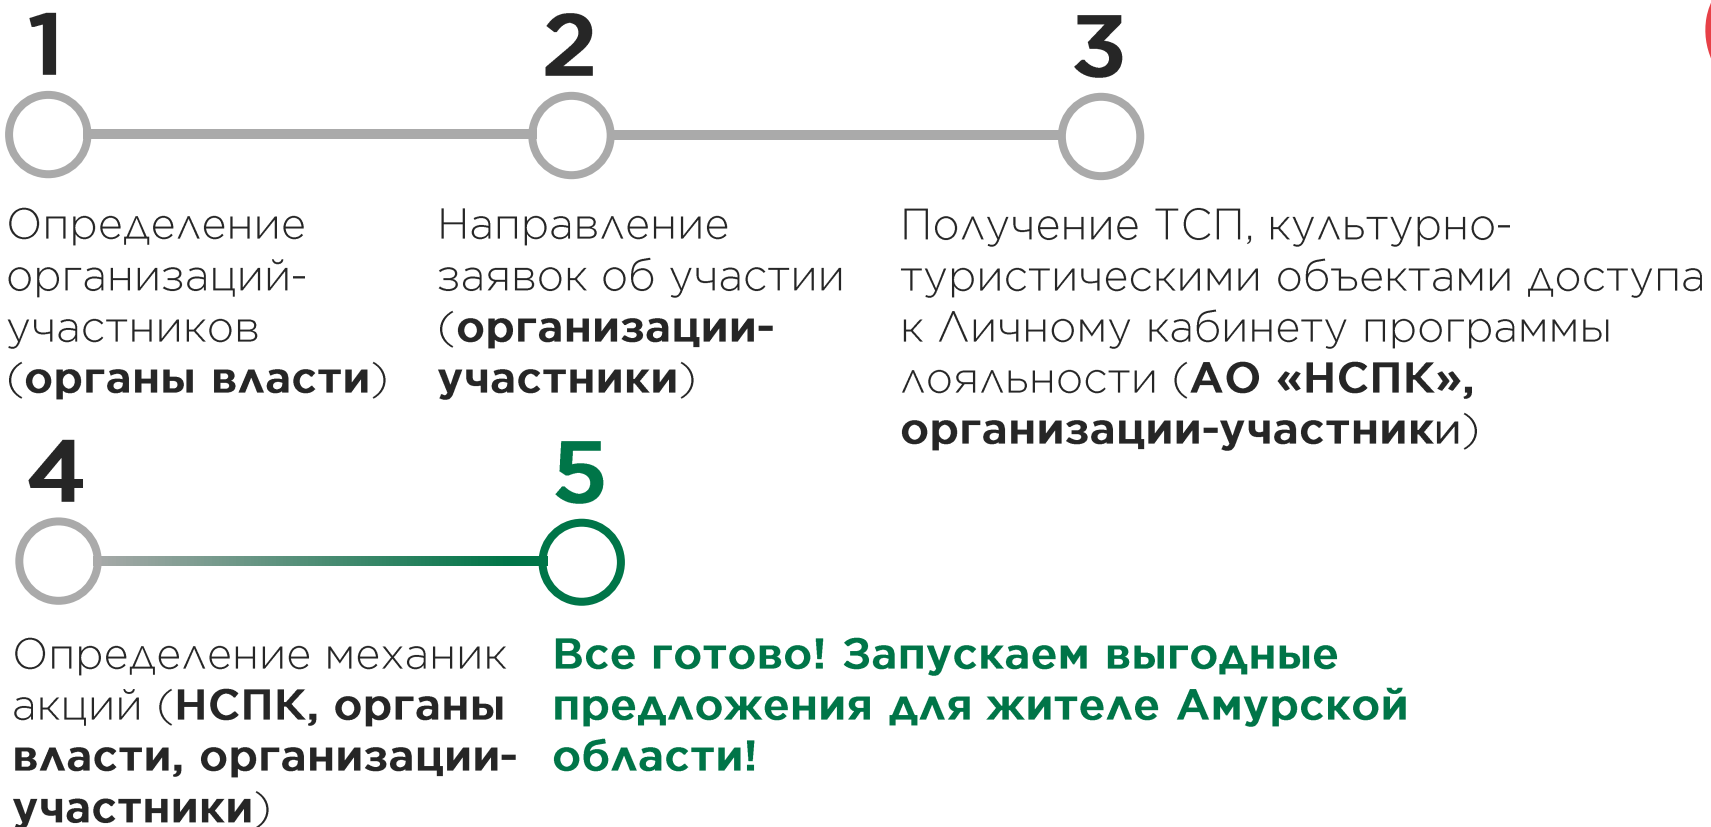 1
2
3
Определение
организаций-
участников
(органы власти)
Направление
заявок об участии
(организации-
участники)
Получение ТСП, культурно-
туристическими объектами доступа
к Личному кабинету программы
лояльности (АО «НСПК»,
организации-участники)
4
5
Определение механик
акций (НСПК, органы
власти, организации-
участники)
Все готово! Запускаем выгодные
предложения для жителе Амурской
области!